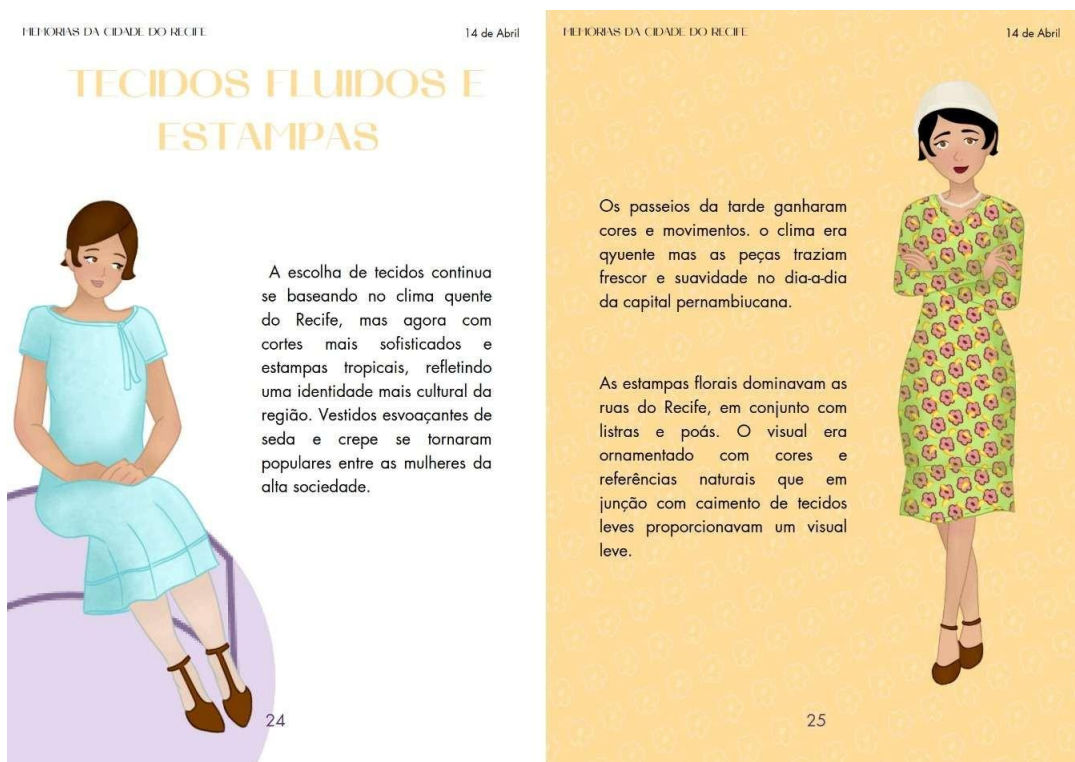 MEMÓRIAS DA CIDADE DO RECIFE
14 de Abril
TECIDOS FLUIDOS E
ESTAMPAS
A escolha de tecidos continua
se baseando no clima quente
do Recife, mas agora com
cortes mais sofisticados e
estampas tropicais, refletindo
uma identidade mais cultural da
região. Vestidos esvoaçantes de
seda e crepe se tornaram
populares entre as mulheres da
alta sociedade.
24
MEMÓRIAS DA CIDADE DO RECIFE
14 de Abril
Os passeios da tarde ganharam
cores e movimentos. o clima era
qyuente mas as peças traziam
frescor e suavidade no dia-a-dia
da capital pernambiucana.
As estampas florais dominavam as
ruas do Recife, em conjunto com
listras e poás. O visual era
ornamentado com cores e
referências naturais que em
junção com caimento de tecidos
leves proporcionavam um visual
leve.
25